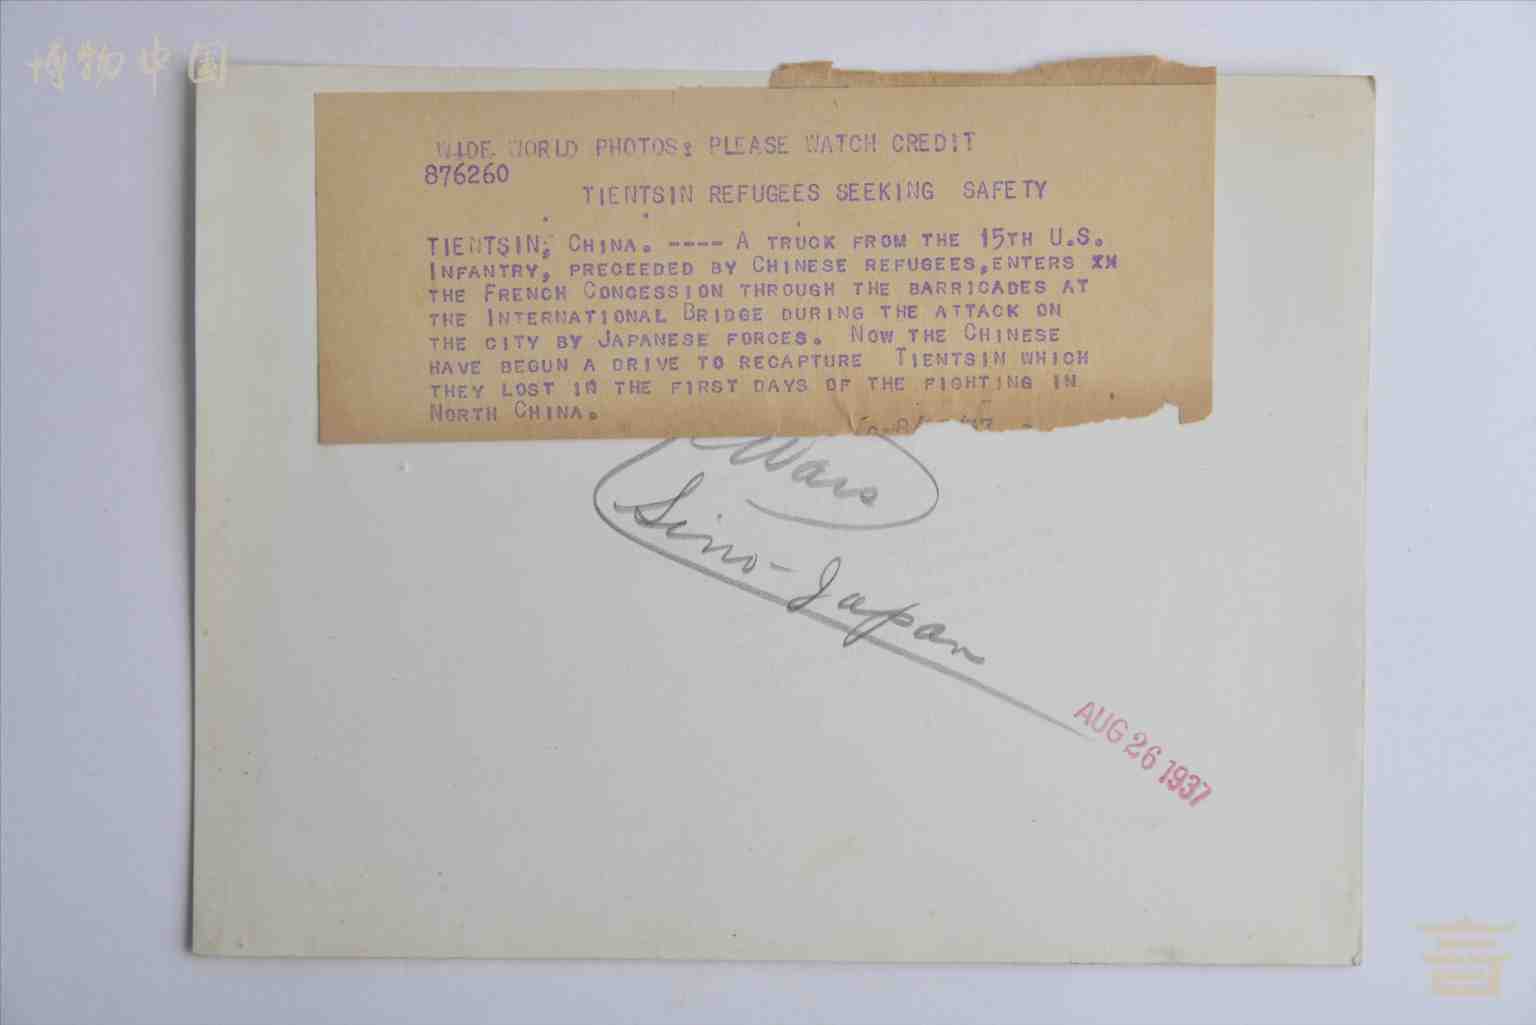 博物中国
WIDE WORLD PHOTOS: PLEASE WATCH CREDIT
876260
TIENTSIN REFUGEES SEEKING SAFETY
TIENTSIN, CHINA. ---- A TRUCK FROM THE 15TH U.S.
INFANTRY, PRECEEDED BY CHINESE REFUGEES, ENTERS
THE FRENCH CONCESSION THROUGH THE BARRICADES AT
THE INTERNATIONAL BRIDGE DURING THE ATTACK ON
THE CITY BY JAPANESE FORCES. NOW THE CHINESE
HAVE BEGUN A DRIVE TO RECAPTURE TIENTSIN WHICH
THEY LOST IN THE FIRST DAYS OF THE FIGHTING IN
NORTH CHINA.
Wars
Sino-Japan
AUG 26 1937